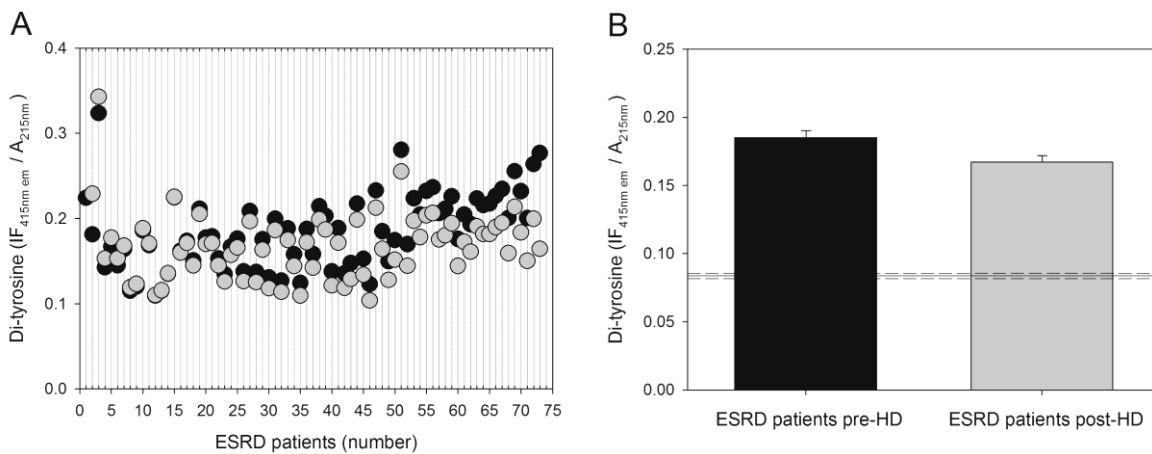 A
Di-tyrosine (IF415nm em / A215nm)
0.4
0.3
0.2
0.1
0.0
0 5 10 15 20 25 30 35 40 45 50 55 60 65 70 75
ESRD patients (number)
B
Di-tyrosine (IF415nm em / A215nm)
0.25
0.20
0.15
0.10
0.05
0.00
ESRD patients pre-HD ESRD patients post-HD